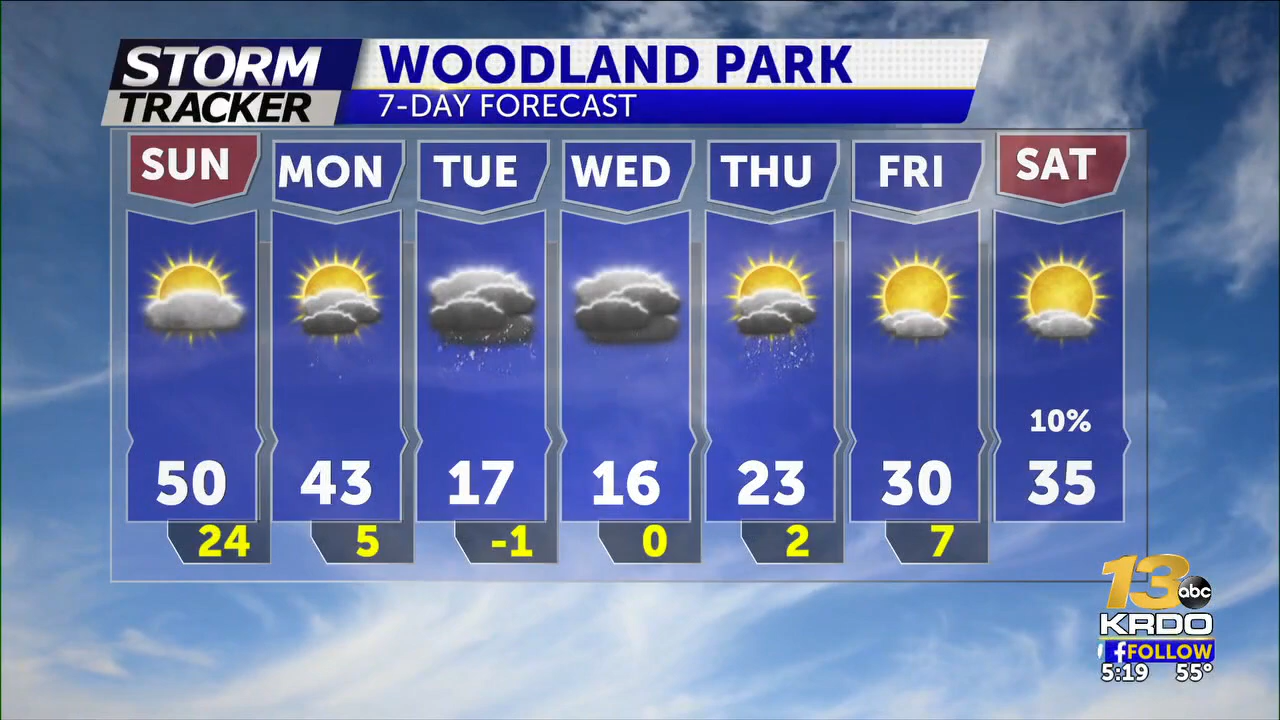 STORM
TRACKER
WOODLAND PARK
7-DAY FORECAST
SUN MON TUE WED THU FRI SAT
10%
50 43 17 16 23 30 35
24 5 -1 0 2 7
13 abc
KRDO
f FOLLOW
5:19 55°